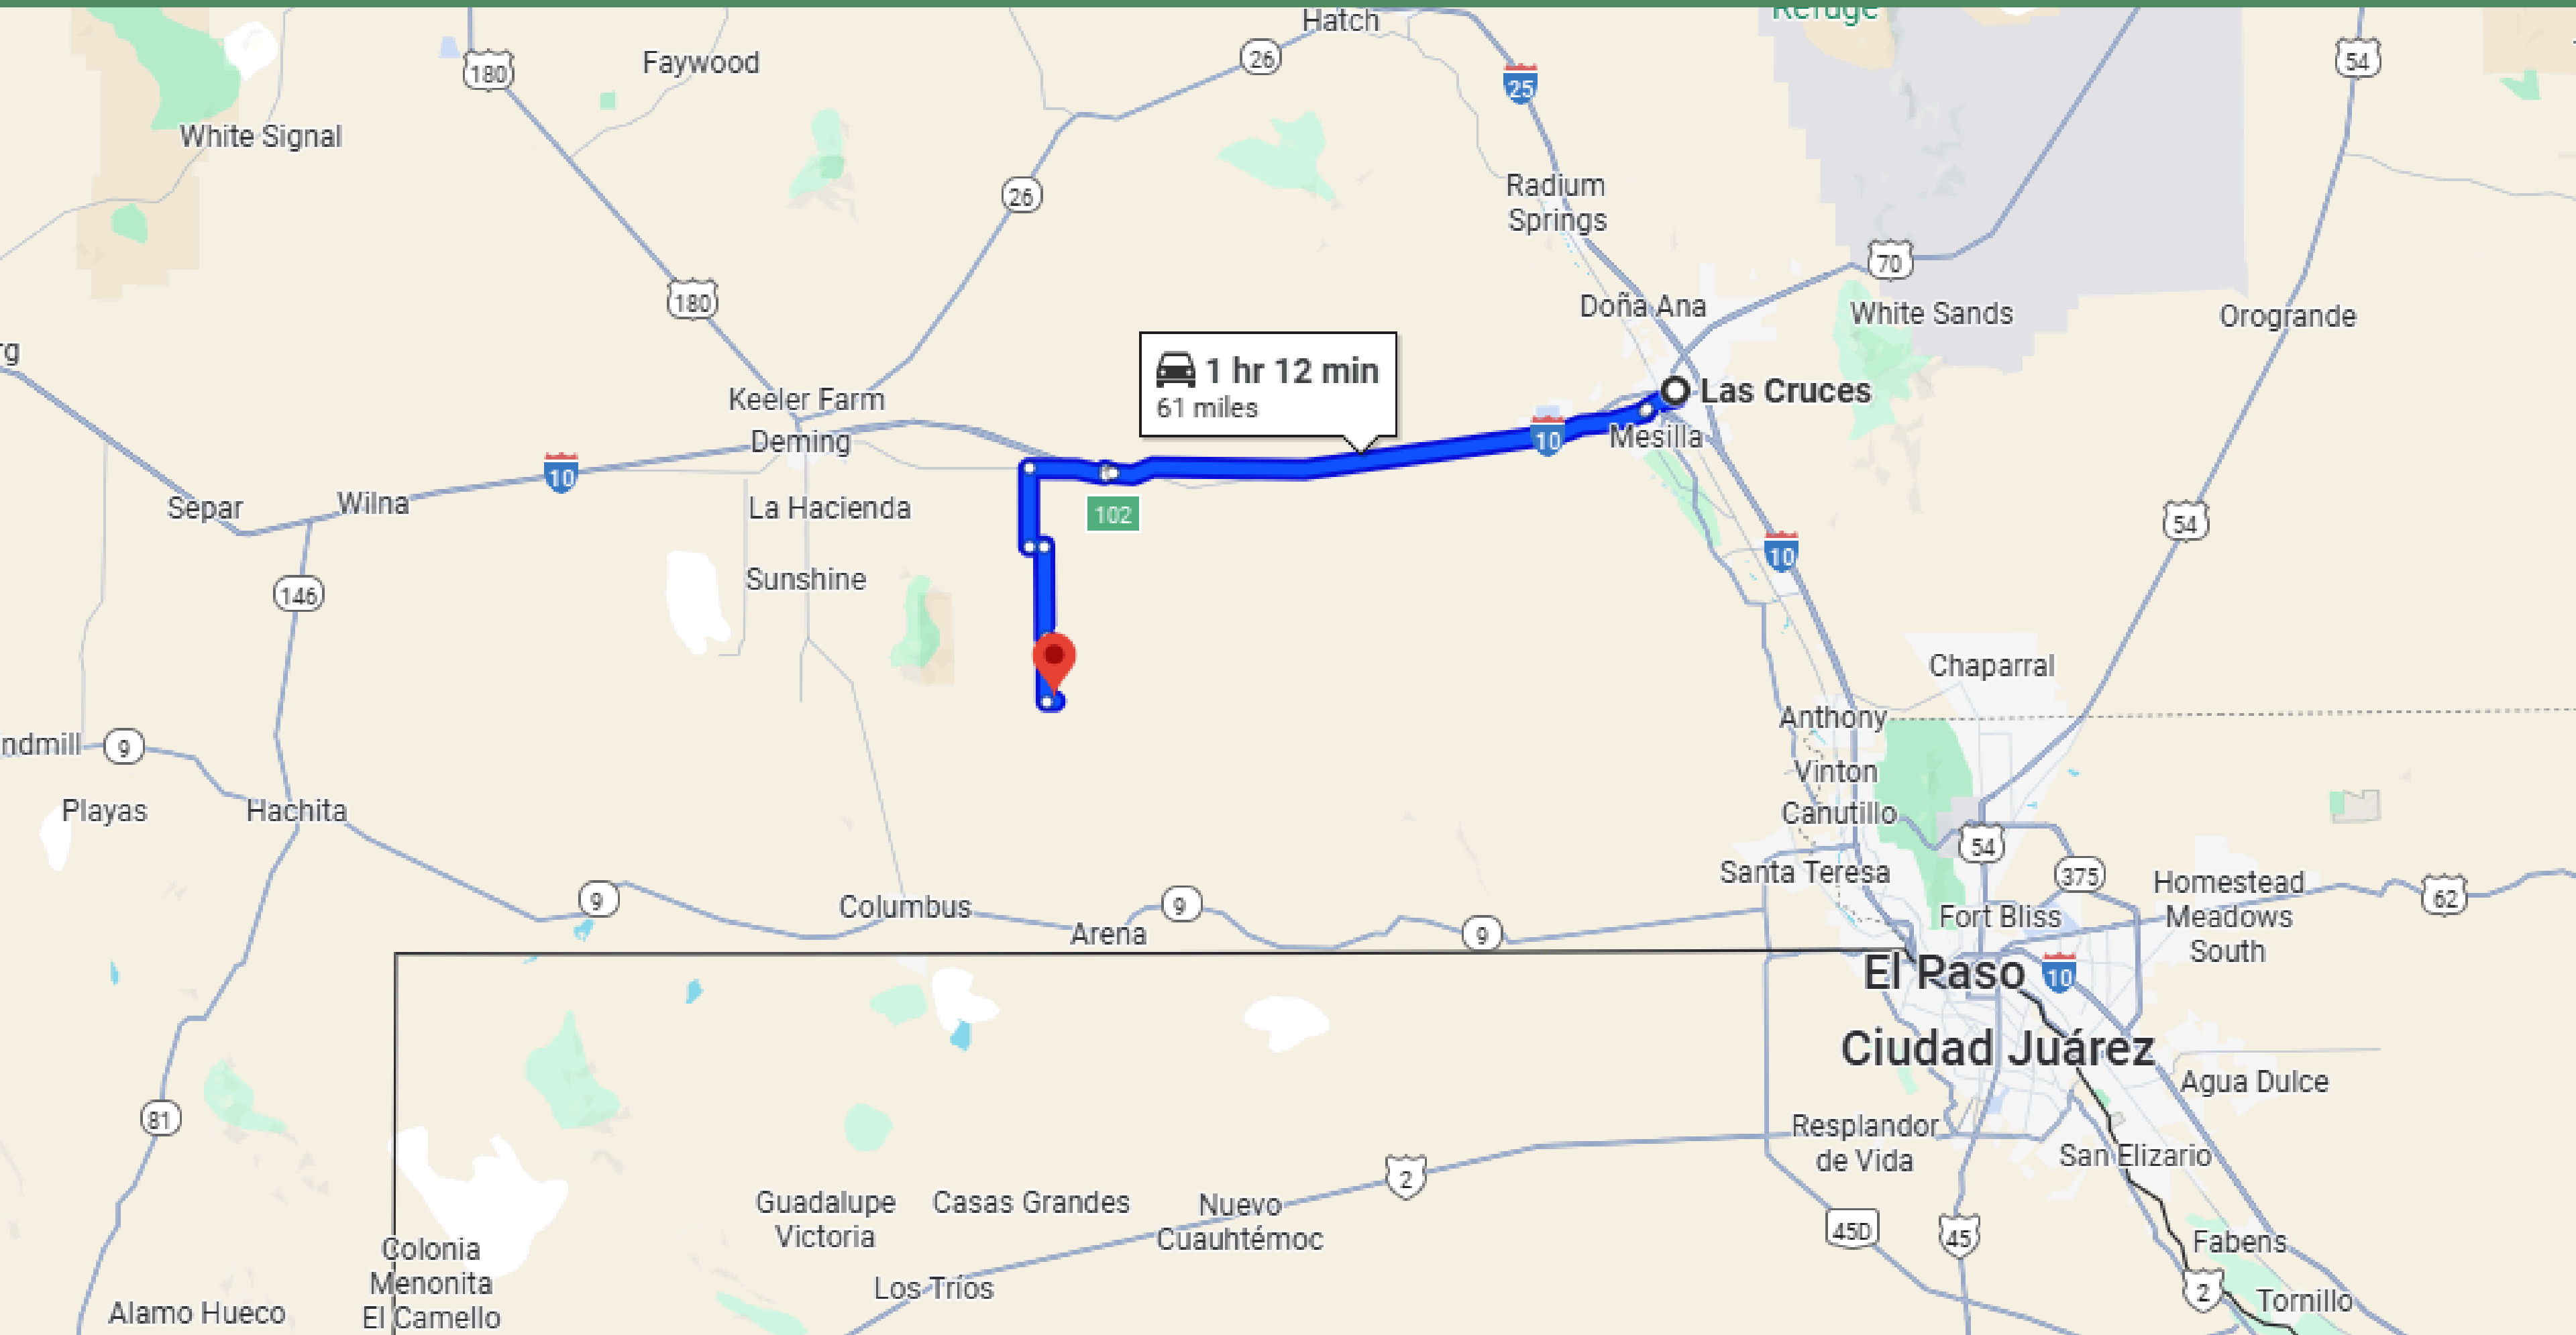 Refuge
Hatch
Faywood
26
180
25
54
White Signal
26
Radium
Springs
70
180
Doña Ana
White Sands
Orogrande
rg
1 hr 12 min
61 miles
Keeler Farm
Las Cruces
Deming
10
Mesilla
10
Separ
Wilna
La Hacienda
102
54
10
Sunshine
146
Chaparral
Anthony
ndmill
9
Vinton
Playas
Hachita
Canutillo
54
Santa Teresa
375
Homestead
Meadows
South
62
9
Columbus
9
Arena
9
Fort Bliss
El Paso
10
Ciudad Juárez
Agua Dulce
81
Resplandor
de Vida
San Elizario
2
Guadalupe
Victoria
Casas Grandes
Nuevo
Cuauhtémoc
45D
45
Colonia
Menonita
El Camello
Fabens
Los Tríos
2
Tornillo
Alamo Hueco